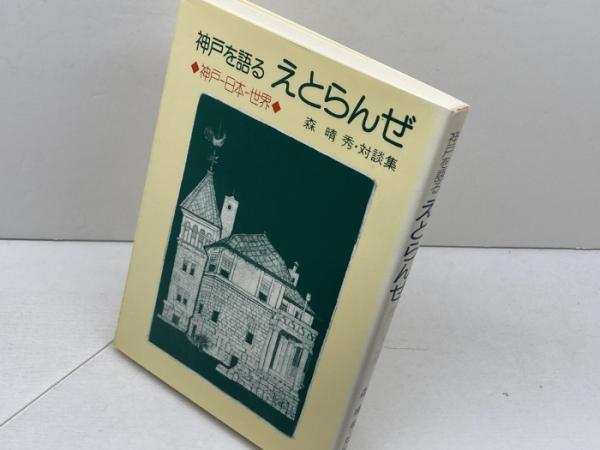 神戸を語る えとらんぜ
◆神戸-日本-世界◆
森 晴 秀・対談集
神戸を語る えとらんぜ